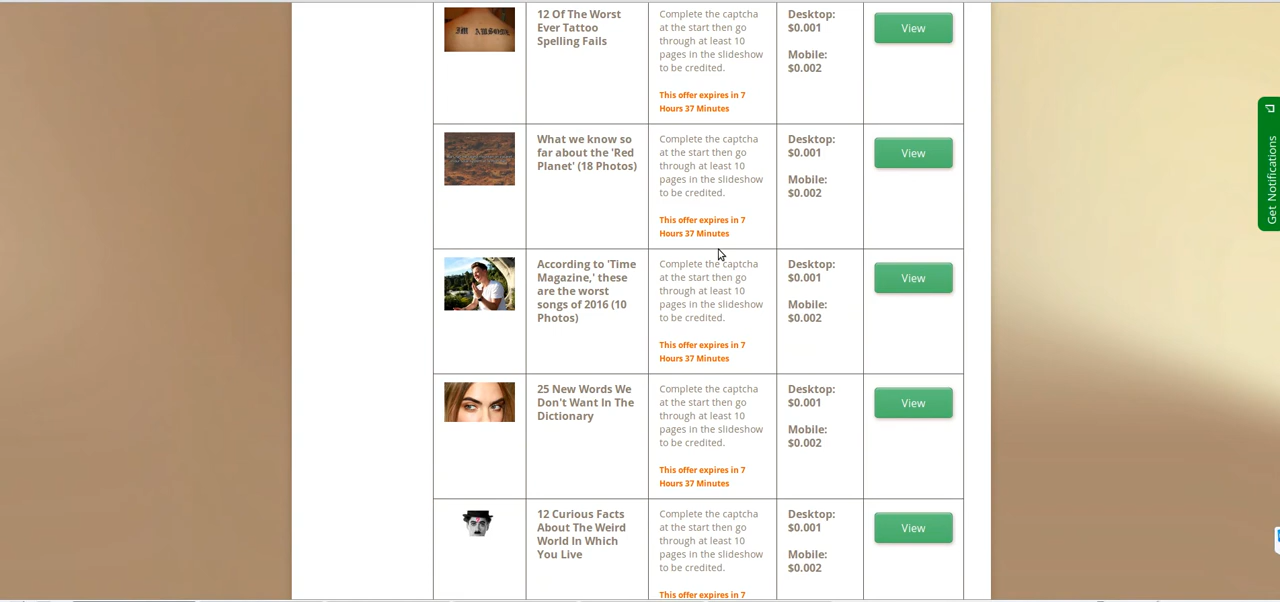 12 Of The Worst
Ever Tattoo
Spelling Fails
Complete the captcha
at the start then go
through at least 10
pages in the slideshow
to be credited.
This offer expires in 7
Hours 37 Minutes
Desktop:
$0.001
Mobile:
$0.002
View
What we know so
far about the 'Red
Planet' (18 Photos)
Complete the captcha
at the start then go
through at least 10
pages in the slideshow
to be credited.
This offer expires in 7
Hours 37 Minutes
Desktop:
$0.001
Mobile:
$0.002
View
According to 'Time
Magazine,' these
are the worst
songs of 2016 (10
Photos)
Complete the captcha
at the start then go
through at least 10
pages in the slideshow
to be credited.
This offer expires in 7
Hours 37 Minutes
Desktop:
$0.001
Mobile:
$0.002
View
25 New Words We
Don't Want In The
Dictionary
Complete the captcha
at the start then go
through at least 10
pages in the slideshow
to be credited.
This offer expires in 7
Hours 37 Minutes
Desktop:
$0.001
Mobile:
$0.002
View
12 Curious Facts
About The Weird
World In Which
You Live
Complete the captcha
at the start then go
through at least 10
pages in the slideshow
to be credited.
This offer expires in 7
Desktop:
$0.001
Mobile:
$0.002
View
Get Notifications